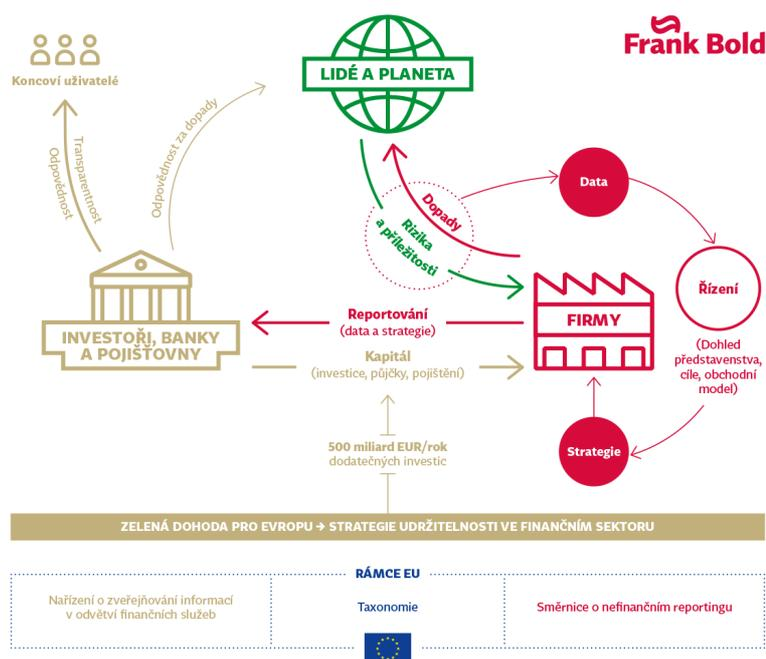 Frank Bold
Koncoví uživatelé
LIDÉ A PLANETA
Odpovědnost
Transparentnost
Odpovědnost za dopady
Dopady
Rizika
a příležitosti
Data
Řízení
(Dohled
představenstva,
cíle, obchodní
model)
Strategie
FIRMY
INVESTOŘI, BANKY
A POJIŠŤOVNY
Reportování
(data a strategie)
Kapitál
(investice, půjčky, pojištění)
500 miliard EUR/rok
dodatečných investic
ZELENÁ DOHODA PRO EVROPU → STRATEGIE UDRŽITELNOSTI VE FINANČNÍM SEKTORU
RÁMCE EU
Nařízení o zveřejňování informací
v odvětví finančních služeb
Taxonomie
Směrnice o nefinančním reportingu